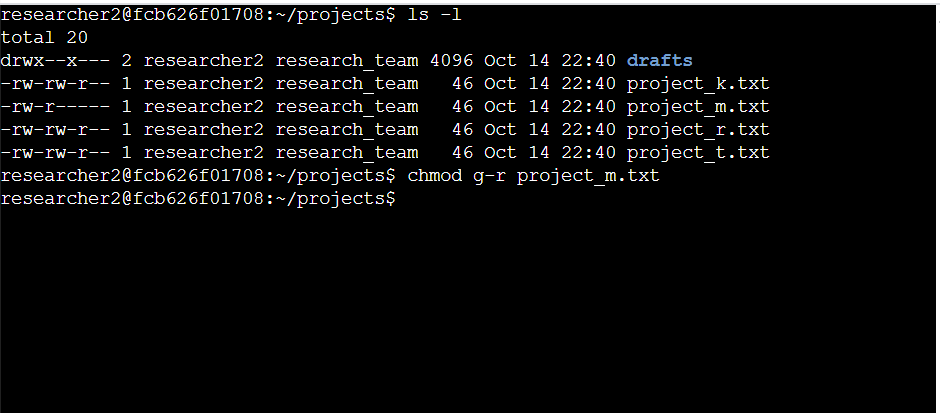 researcher2@fcb626f01708:~/projects$ ls -l
total 20
drwx--x--- 2 researcher2 research_team 4096 Oct 14 22:40 drafts
-rw-rw-r-- 1 researcher2 research_team   46 Oct 14 22:40 project_k.txt
-rw-r----- 1 researcher2 research_team   46 Oct 14 22:40 project_m.txt
-rw-rw-r-- 1 researcher2 research_team   46 Oct 14 22:40 project_r.txt
-rw-rw-r-- 1 researcher2 research_team   46 Oct 14 22:40 project_t.txt
researcher2@fcb626f01708:~/projects$ chmod g-r project_m.txt
researcher2@fcb626f01708:~/projects$